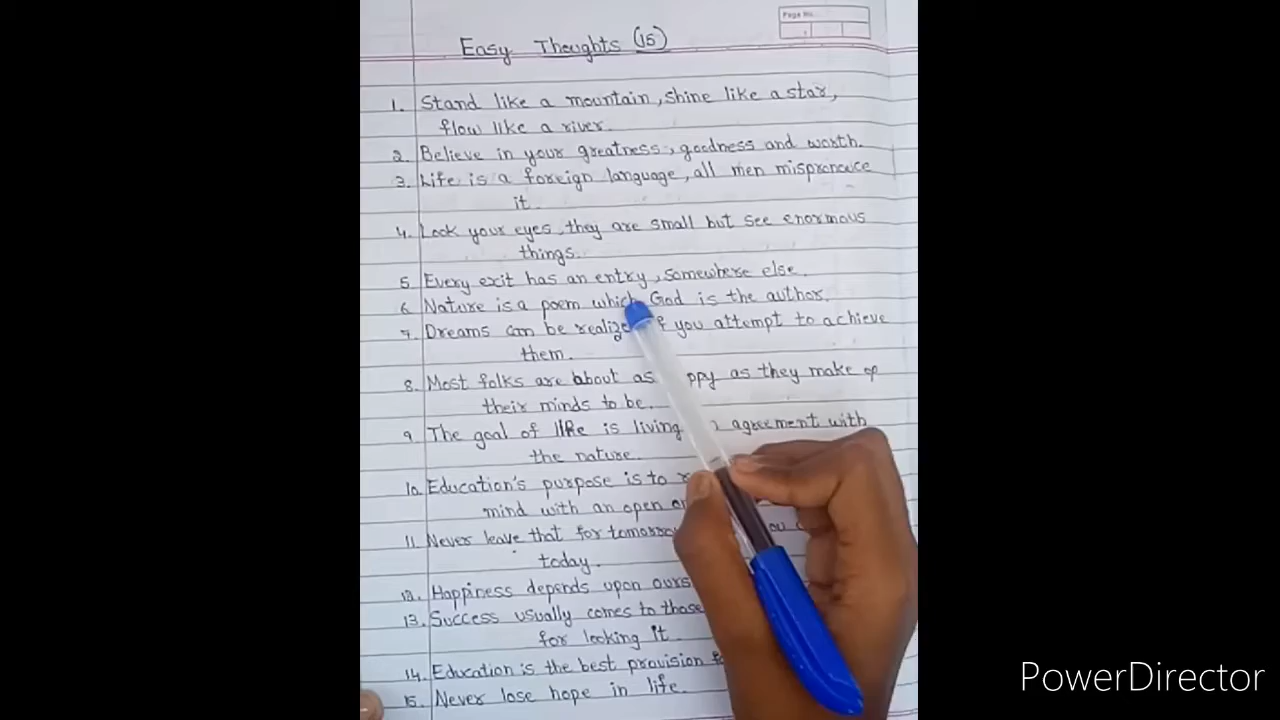 Page No.
Easy Thoughts (15)
1. Stand like a mountain, Shine like a star,
flow like a river.
2. Believe in your greatness, goodness and worth.
3. Life is a foreign language, all men mispronouce
it.
4. Look your eyes, they are small but see enormous
things.
5. Every exit has an entry, somewhere else.
6. Nature is a poem which God is the author.
7. Dreams can be realize you attempt to achieve
them.
8. Most folks are about as as they make up
their minds to be.
9. The goal of life is living agreement with
the nature.
10. Education's purpose is to
mind with an open
11. Never leave that for tomorrow
today.
12. Happiness depends upon
13. Success usually comes to those
for looking it.
14. Education is the best provision
15. Never lose hope in life.
PowerDirector